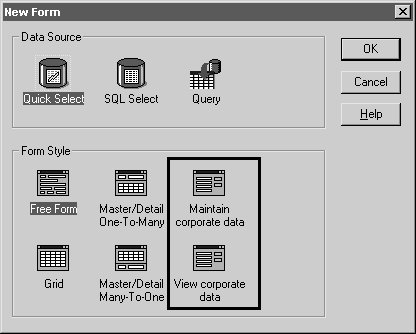 New Form
Data Source
Quick Select
SQL Select
Query
OK
Cancel
Help
Form Style
Free Form
Master/Detail
One-To-Many
Maintain
corporate data
Grid
Master/Detail
Many-To-One
View corporate
data